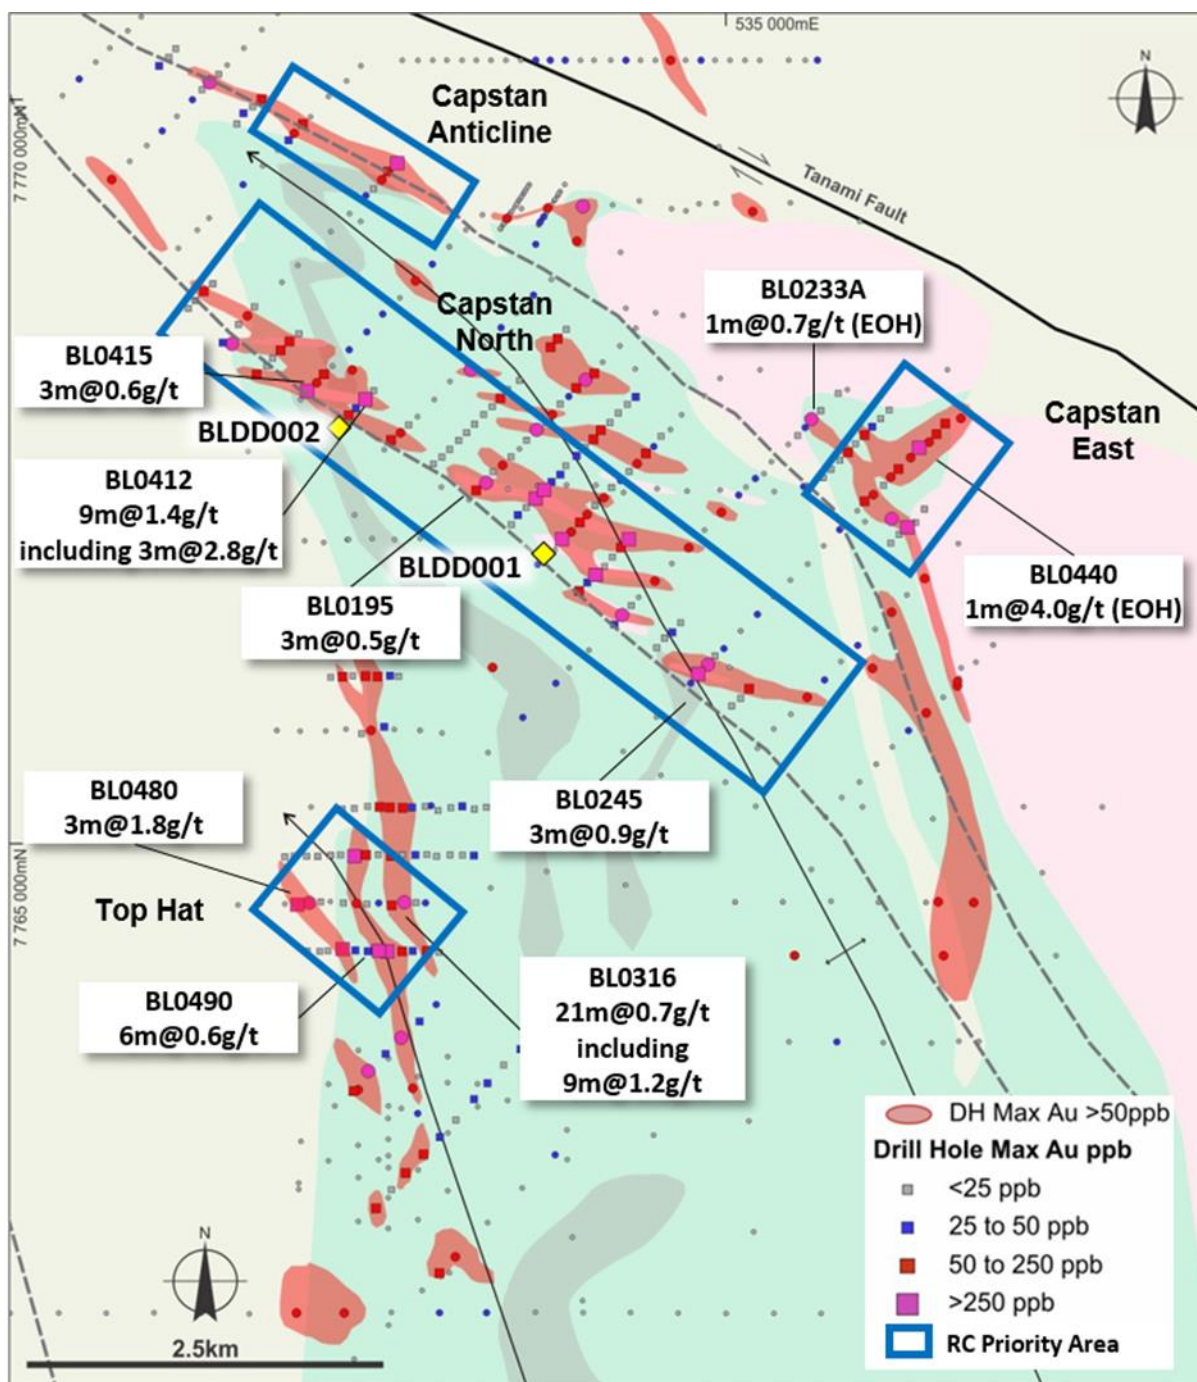 535 000mE
N
Capstan
Anticline
7 770 000mN
Tanami Fault
BL0233A
1m@0.7g/t (EOH)
Capstan
North
BL0415
3m@0.6g/t
Capstan
East
BLDD002
BL0412
9m@1.4g/t
including 3m@2.8g/t
BLDD001
BL0440
1m@4.0g/t (EOH)
BL0195
3m@0.5g/t
BL0480
3m@1.8g/t
BL0245
3m@0.9g/t
7 765 000mN
Top Hat
BL0490
6m@0.6g/t
BL0316
21m@0.7g/t
including
9m@1.2g/t
DH Max Au >50ppb
Drill Hole Max Au ppb
<25 ppb
25 to 50 ppb
50 to 250 ppb
>250 ppb
RC Priority Area
N
2.5km